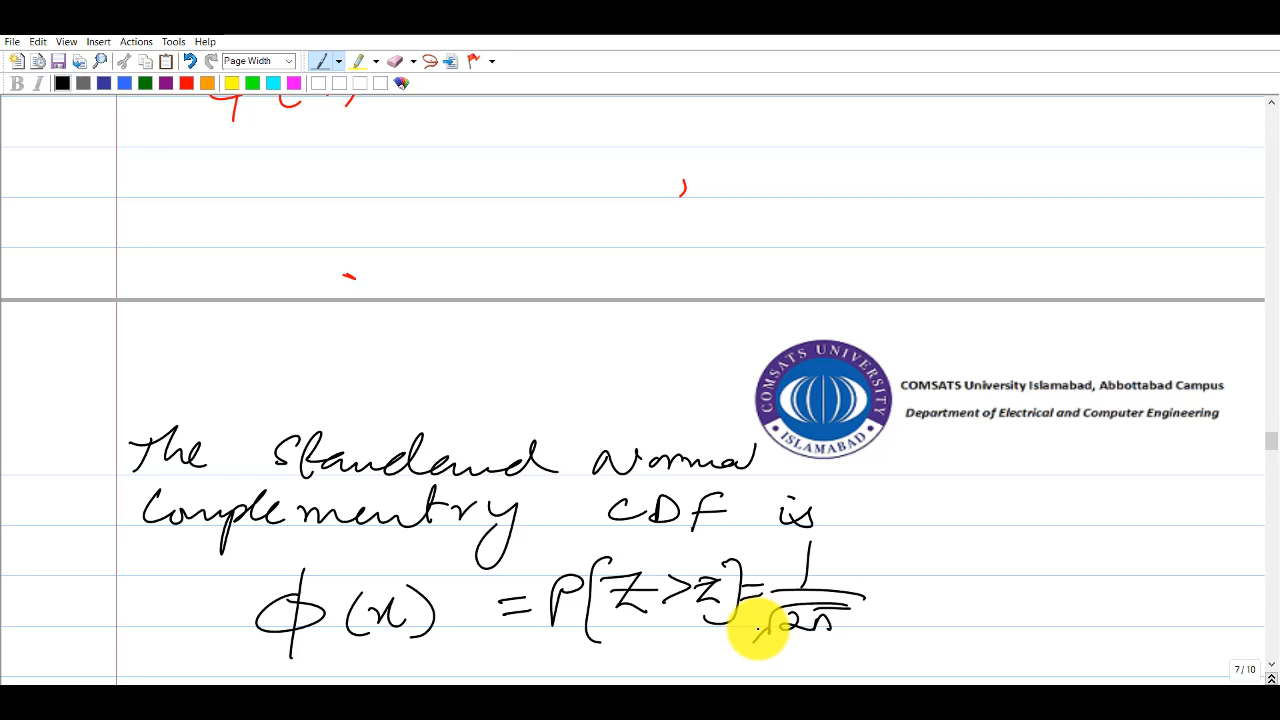 File Edit View Insert Actions Tools Help
Page Width
B I
COMSATS UNIVERSITY
ISLAMABAD
COMSATS University Islamabad, Abbottabad Campus
Department of Electrical and Computer Engineering
The Standard Normal
Complementry CDF is
ϕ(x) = P[Z > z] = 1/√2π
7 / 10